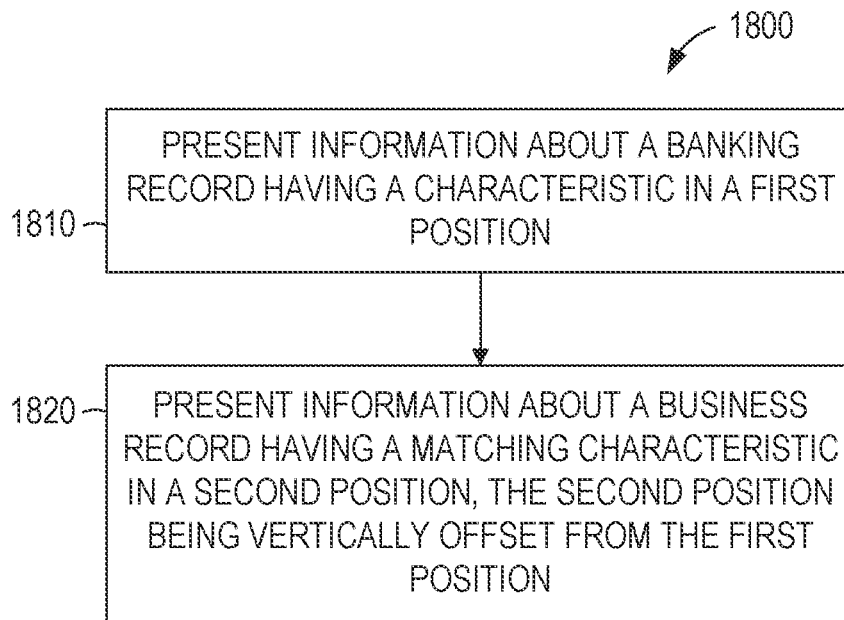 1800
PRESENT INFORMATION ABOUT A BANKING
RECORD HAVING A CHARACTERISTIC IN A FIRST
POSITION
1810
PRESENT INFORMATION ABOUT A BUSINESS
RECORD HAVING A MATCHING CHARACTERISTIC
IN A SECOND POSITION, THE SECOND POSITION
BEING VERTICALLY OFFSET FROM THE FIRST
POSITION
1820